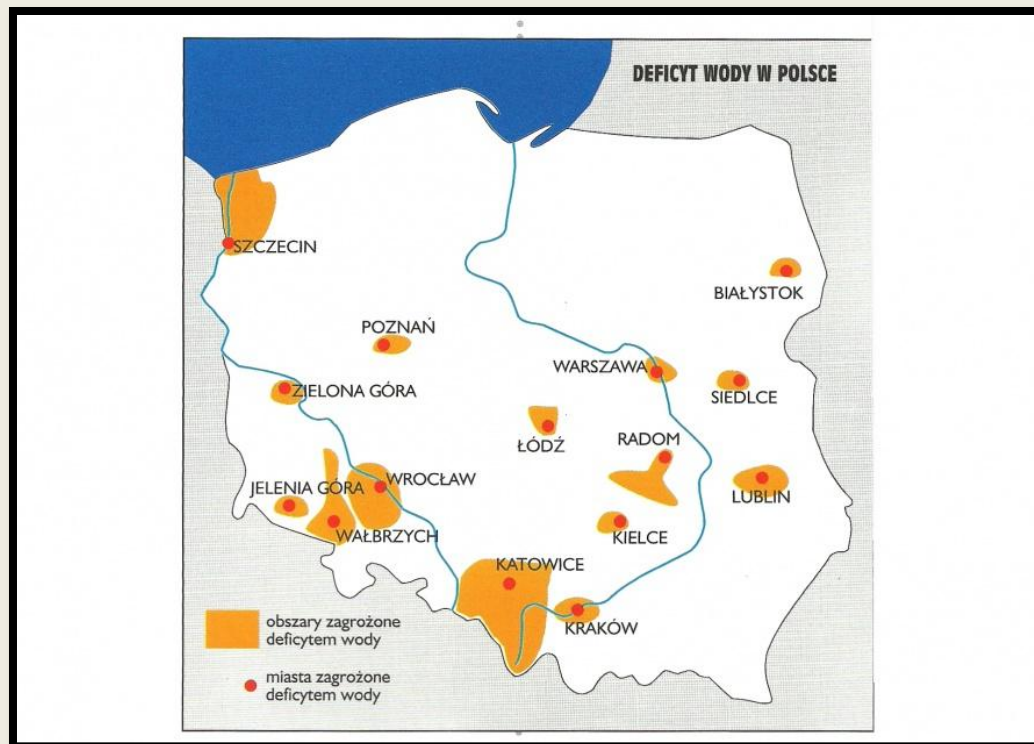 DEFICYT WODY W POLSCE
SZCZECIN
BIAŁYSTOK
POZNAŃ
WARSZAWA
ZIELONA GÓRA
SIEDLCE
ŁÓDŹ
RADOM
JELENIA GÓRA
WROCŁAW
LUBLIN
WAŁBRZYCH
KIELCE
KATOWICE
KRAKÓW
obszary zagrożone
deficytem wody
miasta zagrożone
deficytem wody